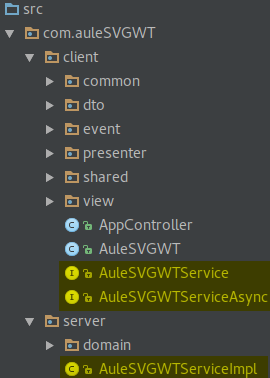 src
com.auleSVGWT
client
common
dto
event
presenter
shared
view
AppController
AuleSVGWT
AuleSVGWTService
AuleSVGWTServiceAsync
server
domain
AuleSVGWTServiceImpl